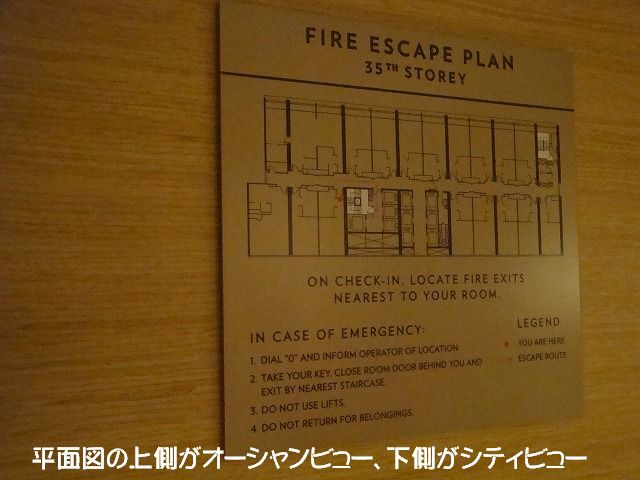 FIRE ESCAPE PLAN
35TH STOREY
ON CHECK-IN, LOCATE FIRE EXITS
NEAREST TO YOUR ROOM.
IN CASE OF EMERGENCY:
1. DIAL "0" AND INFORM OPERATOR OF LOCATION
2. TAKE YOUR KEY, CLOSE ROOM DOOR BEHIND YOU AND
EXIT BY NEAREST STAIRCASE.
3. DO NOT USE LIFTS.
4. DO NOT RETURN FOR BELONGINGS.
LEGEND
YOU ARE HERE
ESCAPE ROUTE
平面図の上側がオーシャンビュー、下側がシティビュー